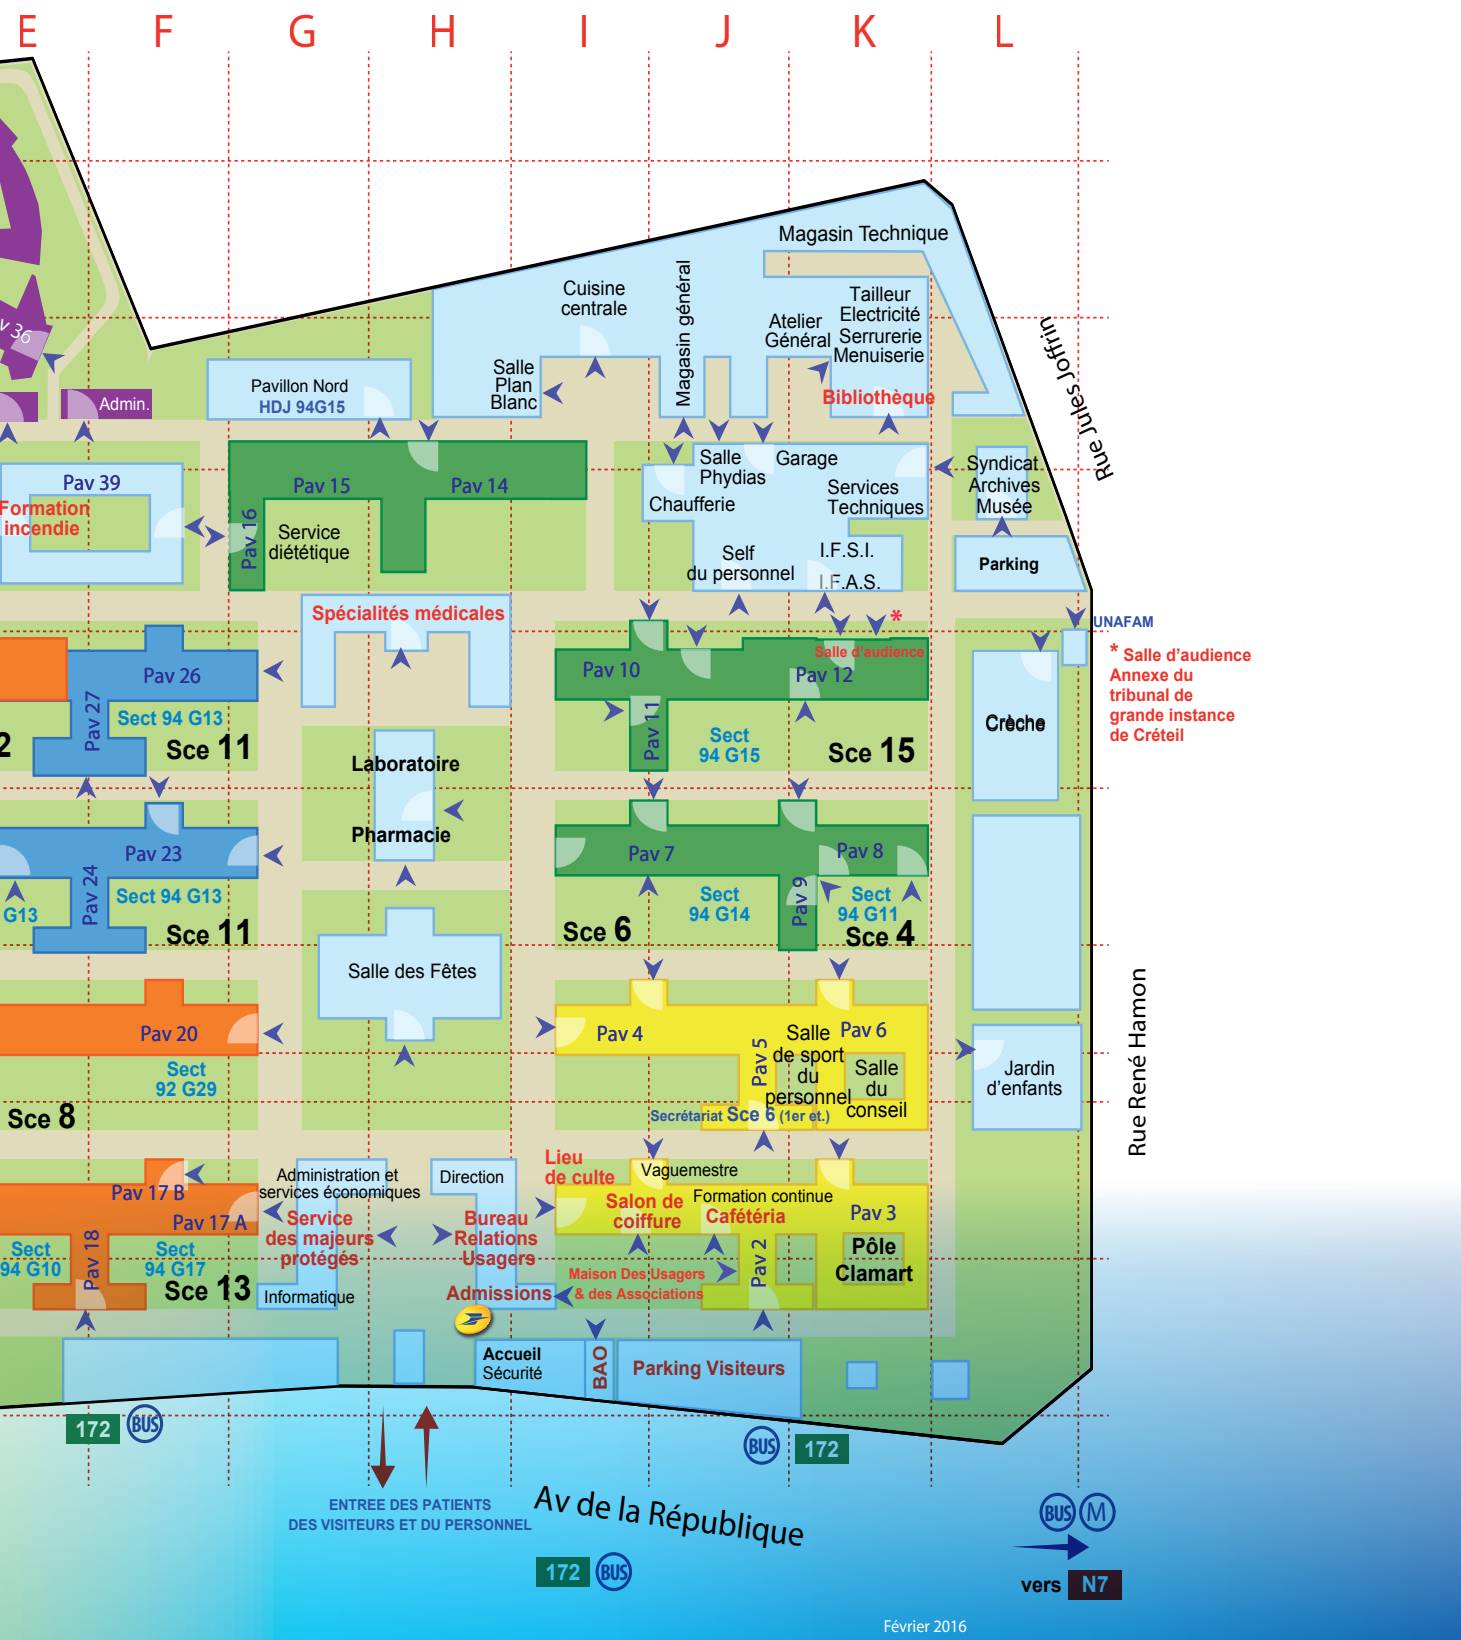 E F G H I J K L
Magasin Technique
Cuisine
centrale
Magasin général
Tailleur
Electricité
Serrurerie
Menuiserie
Atelier
Général
Bibliothèque
Rue Jules Joffrin
36
Admin.
Pavillon Nord
HDJ 94G15
Salle
Plan
Blanc
Pav 39
Formation
incendie
Pav 15
Pav 14
Pav 16
Service
diététique
Salle
Phydias
Garage
Chaufferie
Services
Techniques
Syndicat
Archives
Musée
Self
du personnel
I.F.S.I.
I.F.A.S.
Parking
Spécialités médicales
UNAFAM
*
* Salle d'audience
Annexe du
tribunal de
grande instance
de Créteil
Pav 26
Pav 27
Sect 94 G13
2
Sce 11
Pav 10
Pav 11
Salle d'audience
Pav 12
Sect
94 G15
Sce 15
Crèche
Laboratoire
Pharmacie
Pav 23
Pav 24
Sect 94 G13
G13
Sce 11
Pav 7
Pav 8
Pav 9
Sect
94 G14
Sect
94 G11
Sce 6
Sce 4
Salle des Fêtes
Pav 20
Sect
92 G29
Sce 8
Pav 4
Pav 5
Salle
de sport
du
personnel
Pav 6
Salle
du
conseil
Secrétariat Sce 6 (1er et.)
Jardin
d'enfants
Rue René Hamon
Pav 17 B
Pav 17 A
Pav 18
Sect
94 G10
Sect
94 G17
Sce 13
Administration et
services économiques
Service
des majeurs
protégés
Informatique
Direction
Bureau
Relations
Usagers
Admissions
Lieu
de culte
Vaguemestre
Salon de
coiffure
Formation continue
Cafétéria
Pav 3
Pav 2
Pôle
Clamart
Maison Des Usagers
& des Associations
Accueil
Sécurité
BAO
Parking Visiteurs
172 BUS
BUS 172
ENTREE DES PATIENTS
DES VISITEURS ET DU PERSONNEL
Av de la République
172 BUS
BUS M
vers N7
Février 2016